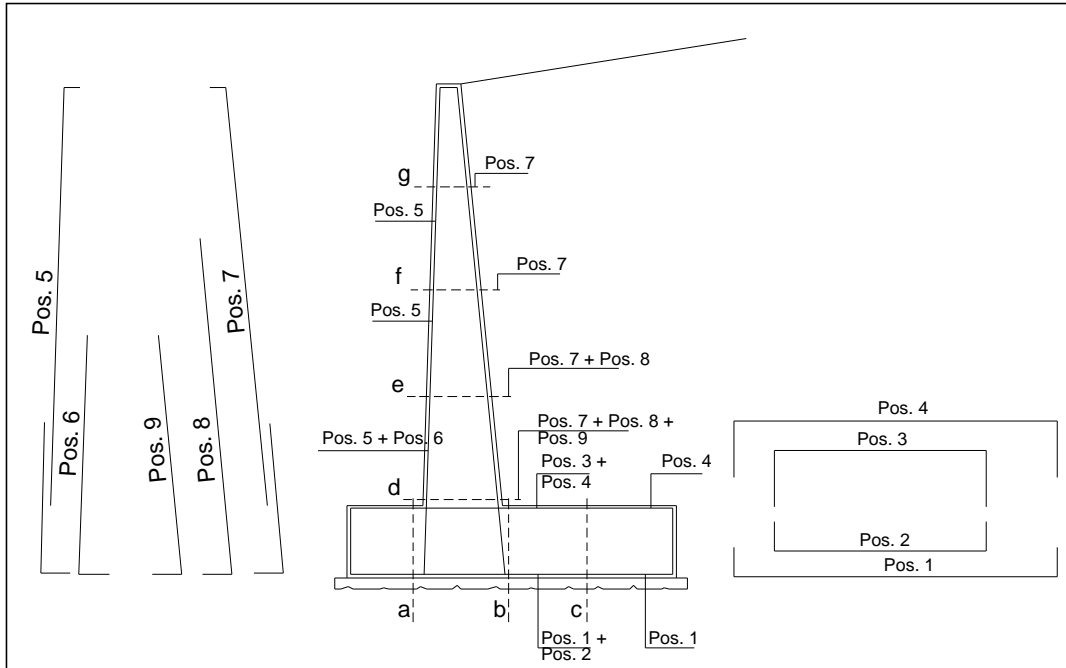 g
Pos. 7
Pos. 5
f
Pos. 7
Pos. 5
e
Pos. 7 + Pos. 8
Pos. 5 + Pos. 6
Pos. 7 + Pos. 8 +
Pos. 9
d
Pos. 3 +
Pos. 4
Pos. 4
a
b
c
Pos. 1 +
Pos. 2
Pos. 1
Pos. 5
Pos. 6
Pos. 9
Pos. 8
Pos. 7
Pos. 4
Pos. 3
Pos. 2
Pos. 1